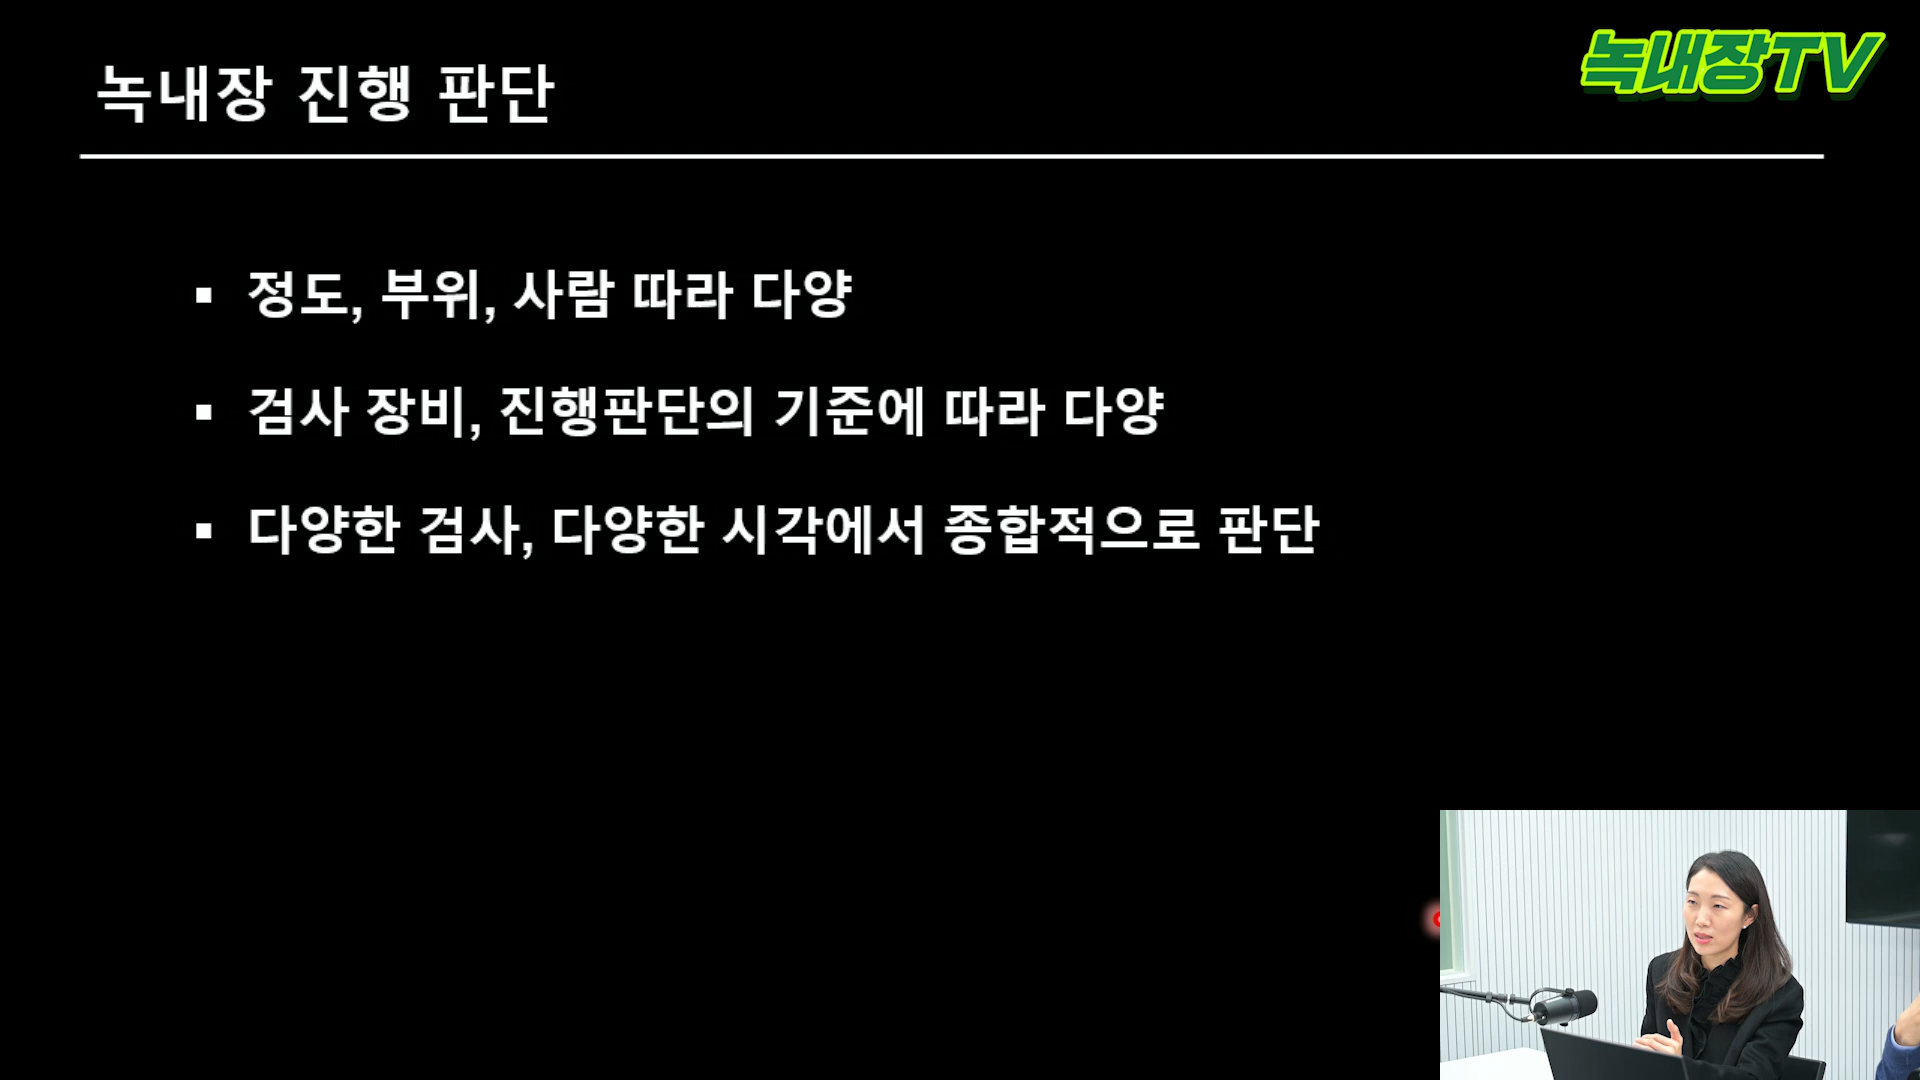 녹내장 진행 판단
녹내장TV
▪ 정도, 부위, 사람 따라 다양
▪ 검사 장비, 진행판단의 기준에 따라 다양
▪ 다양한 검사, 다양한 시각에서 종합적으로 판단